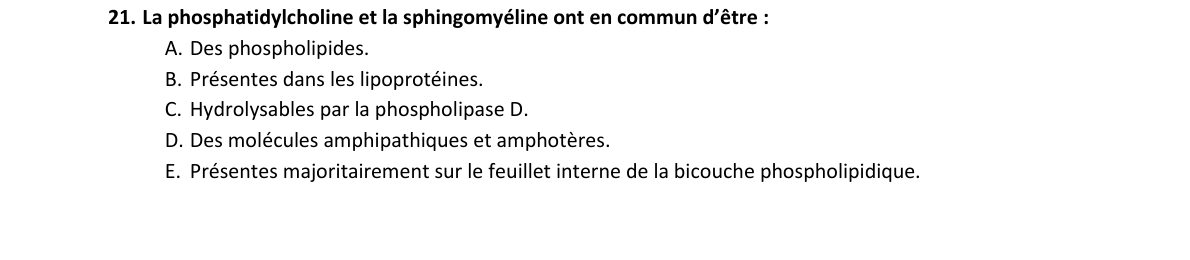 21. La phosphatidylcholine et la sphingomyéline ont en commun d’être :
A. Des phospholipides.
B. Présentes dans les lipoprotéines.
C. Hydrolysables par la phospholipase D.
D. Des molécules amphipathiques et amphotères.
E. Présentes majoritairement sur le feuillet interne de la bicouche phospholipidique.